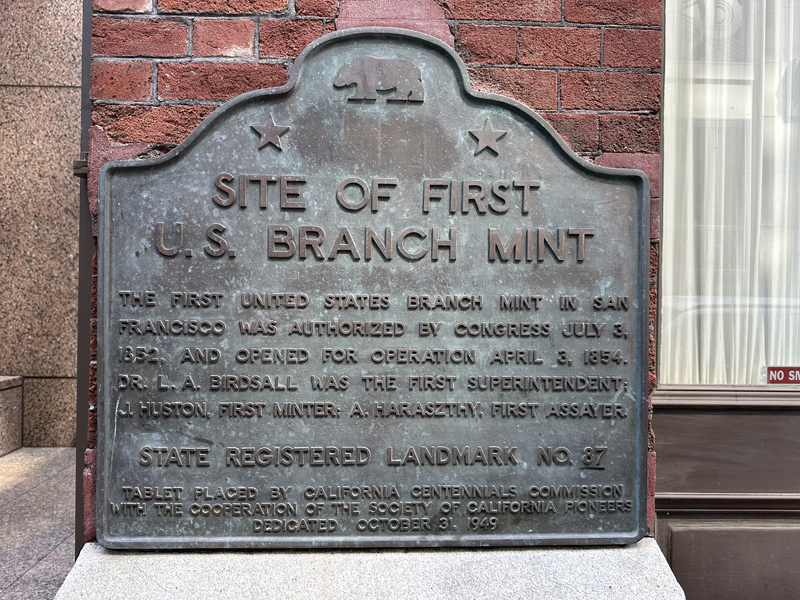 SITE OF FIRST
U.S. BRANCH MINT
THE FIRST UNITED STATES BRANCH MINT IN SAN
FRANCISCO WAS AUTHORIZED BY CONGRESS JULY 3,
1852, AND OPENED FOR OPERATION APRIL 3, 1854.
DR. L. A. BIRDSALL WAS THE FIRST SUPERINTENDENT;
J. HUSTON, FIRST MINTER; A. HARASZTHY, FIRST ASSAYER.
STATE REGISTERED LANDMARK NO. 87
TABLET PLACED BY CALIFORNIA CENTENNIALS COMMISSION
WITH THE COOPERATION OF THE SOCIETY OF CALIFORNIA PIONEERS
DEDICATED OCTOBER 31, 1949
NO